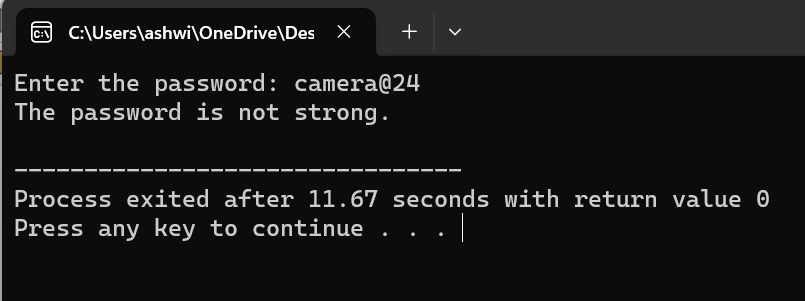 C:\Users\ashwi\OneDrive\Des
Enter the password: camera@24
The password is not strong.
--------------------------------
Process exited after 11.67 seconds with return value 0
Press any key to continue . . .